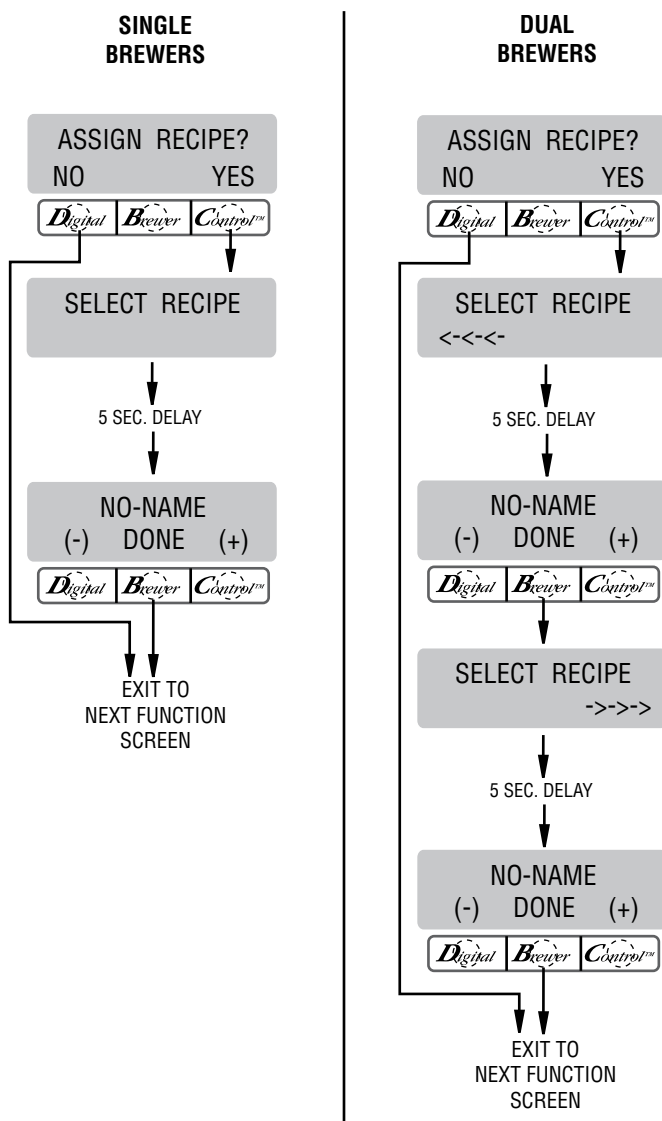 SINGLE
BREWERS
ASSIGN RECIPE?
NO YES
Digital Brewer Control™
SELECT RECIPE
5 SEC. DELAY
NO-NAME
(-) DONE (+)
Digital Brewer Control™
EXIT TO
NEXT FUNCTION
SCREEN
DUAL
BREWERS
ASSIGN RECIPE?
NO YES
Digital Brewer Control™
SELECT RECIPE
<-<-<-
5 SEC. DELAY
NO-NAME
(-) DONE (+)
Digital Brewer Control™
SELECT RECIPE
->->->
5 SEC. DELAY
NO-NAME
(-) DONE (+)
Digital Brewer Control™
EXIT TO
NEXT FUNCTION
SCREEN